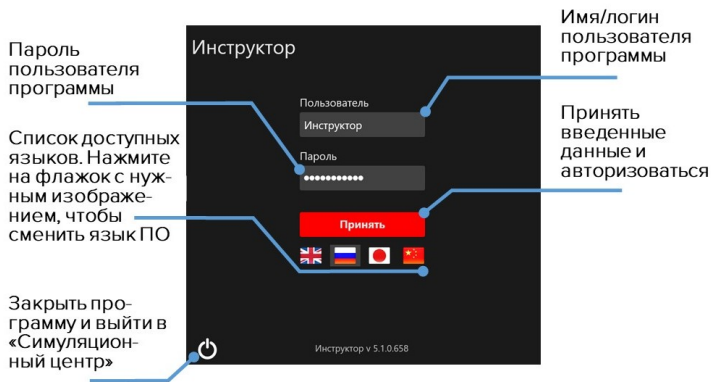 Пароль
пользователя
программы
Список доступных
языков. Нажмите
на флажок с нуж-
ным изображе-
нием, чтобы
сменить язык ПО
Закрыть про-
грамму и выйти в
«Симуляцион-
ный центр»
Инструктор
Пользователь
Инструктор
Пароль
•••••••••••
Принять
Инструктор v 5.1.0.658
Имя/логин
пользователя
программы
Принять
введенные
данные и
авторизоваться